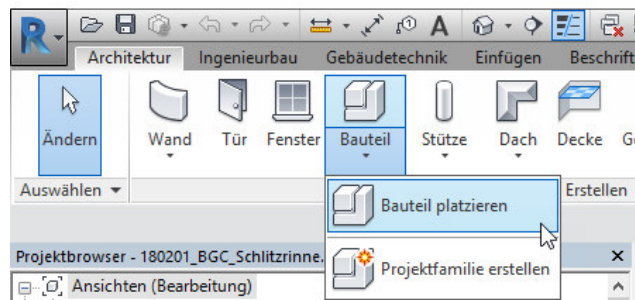 R A
Architektur Ingenieurbau Gebäudetechnik Einfügen Beschrift
Ändern Wand Tür Fenster Bauteil Stütze Dach Decke
Auswählen Erstellen
Bauteil platzieren
Projektbrowser - 180201_BGC_Schlitzrinne.
Projektfamilie erstellen
Ansichten (Bearbeitung)